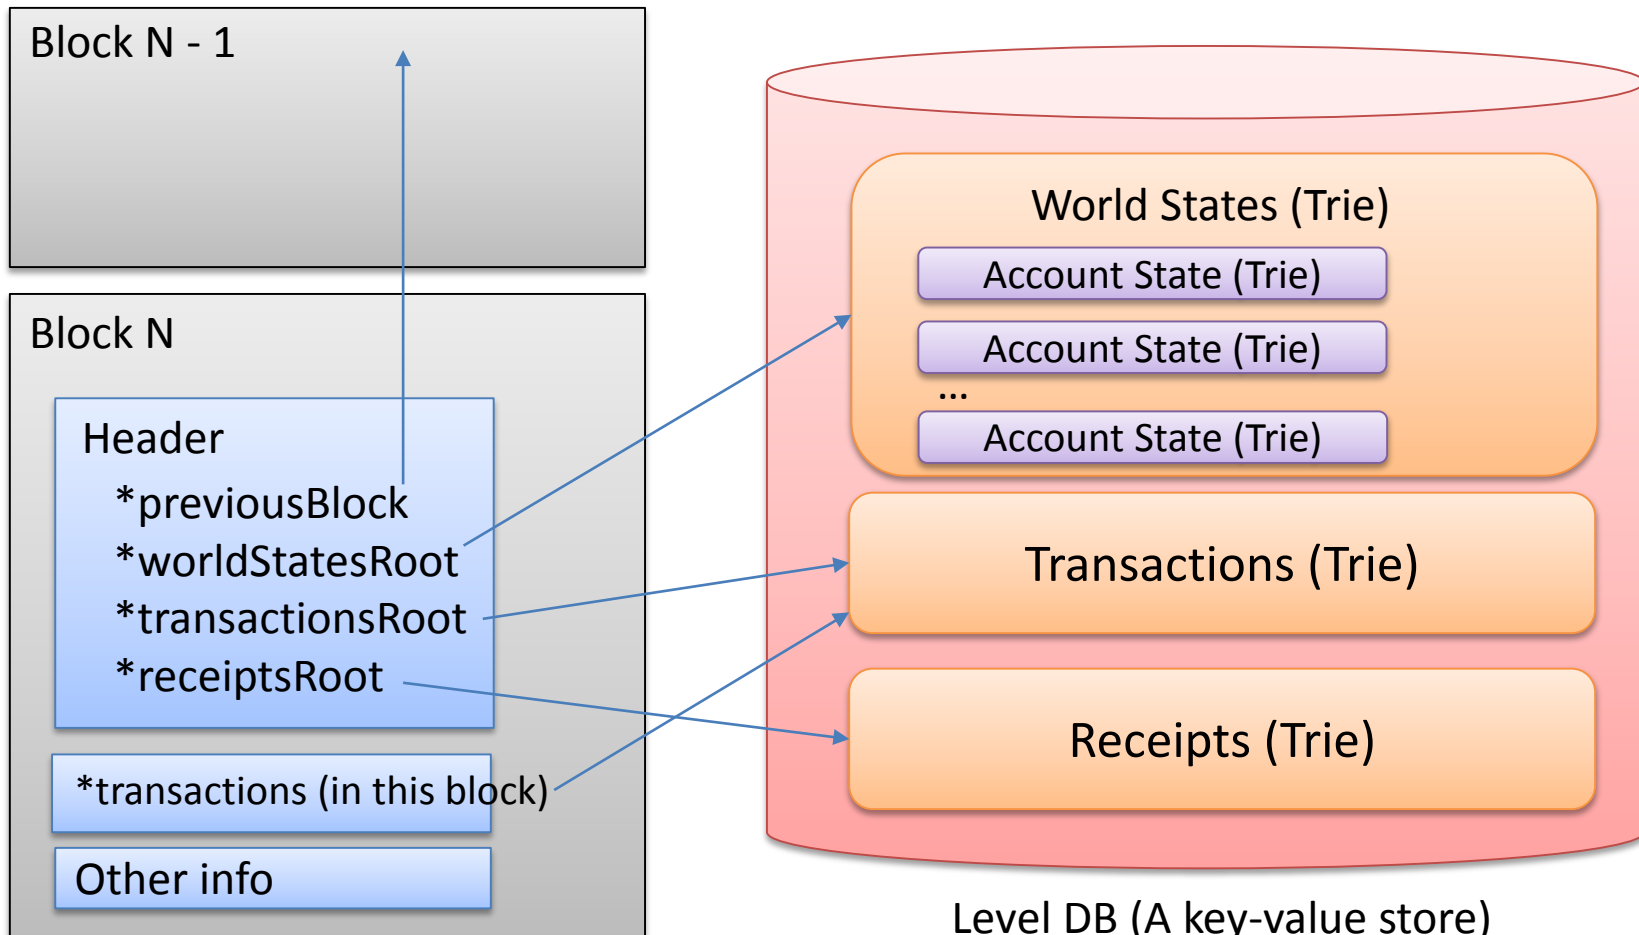 Block N - 1
Block N
Header
*previousBlock
*worldStatesRoot
*transactionsRoot
*receiptsRoot
*transactions (in this block)
Other info
World States (Trie)
Account State (Trie)
Account State (Trie)
...
Account State (Trie)
Transactions (Trie)
Receipts (Trie)
Level DB (A key-value store)